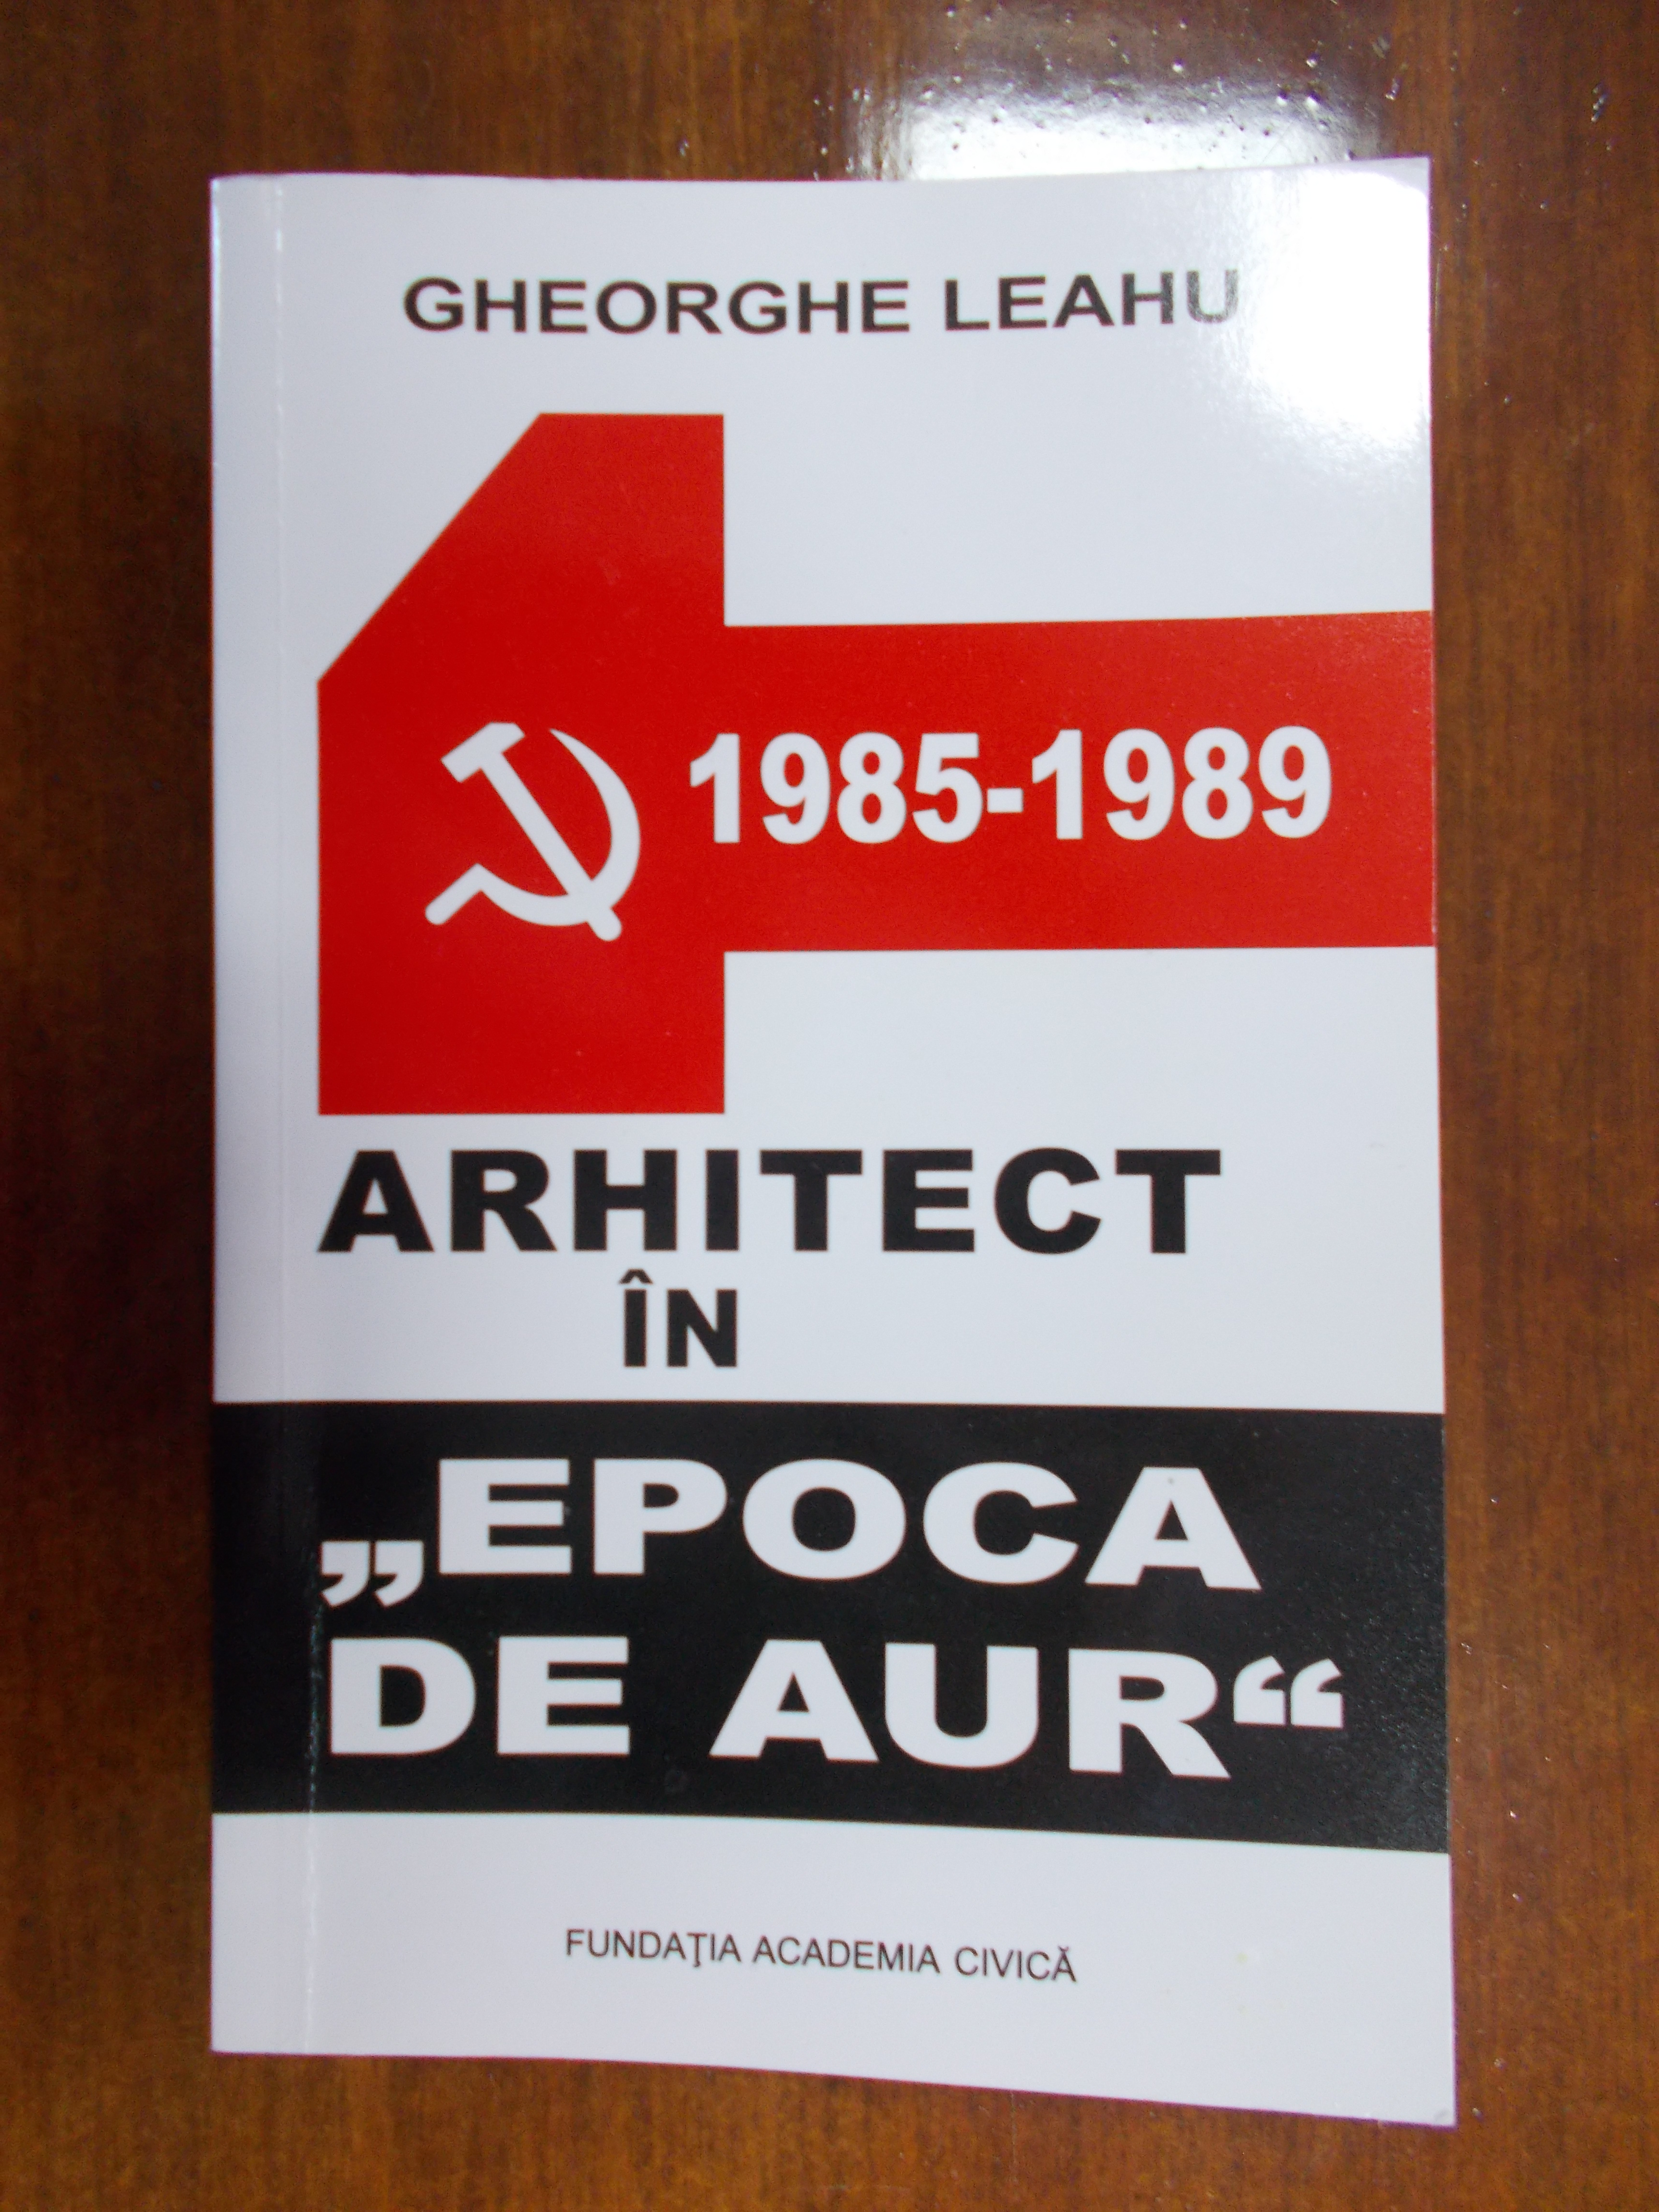 GHEORGHE LEAHU
1985-1989
ARHITECT
ÎN
„EPOCA
DE AUR“
FUNDAŢIA ACADEMIA CIVICĂ